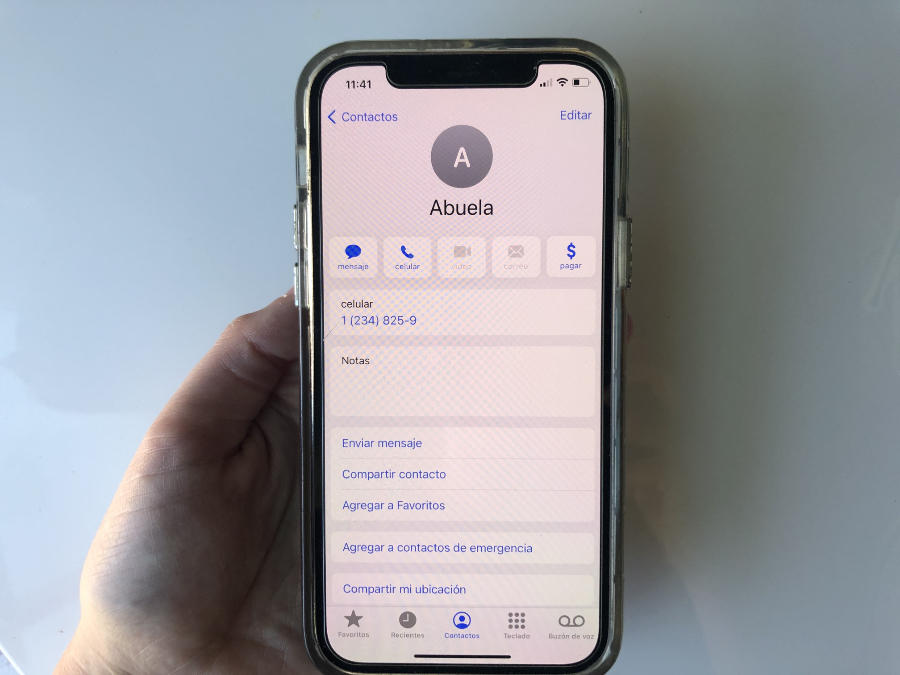 11:41
Contactos
Editar
A
Abuela
mensaje
celular
video
correo
$
pagar
celular
1 (234) 825-9
Notas
Enviar mensaje
Compartir contacto
Agregar a Favoritos
Agregar a contactos de emergencia
Compartir mi ubicación
Favoritos
Recientes
Contactos
Teclado
Buzón de voz